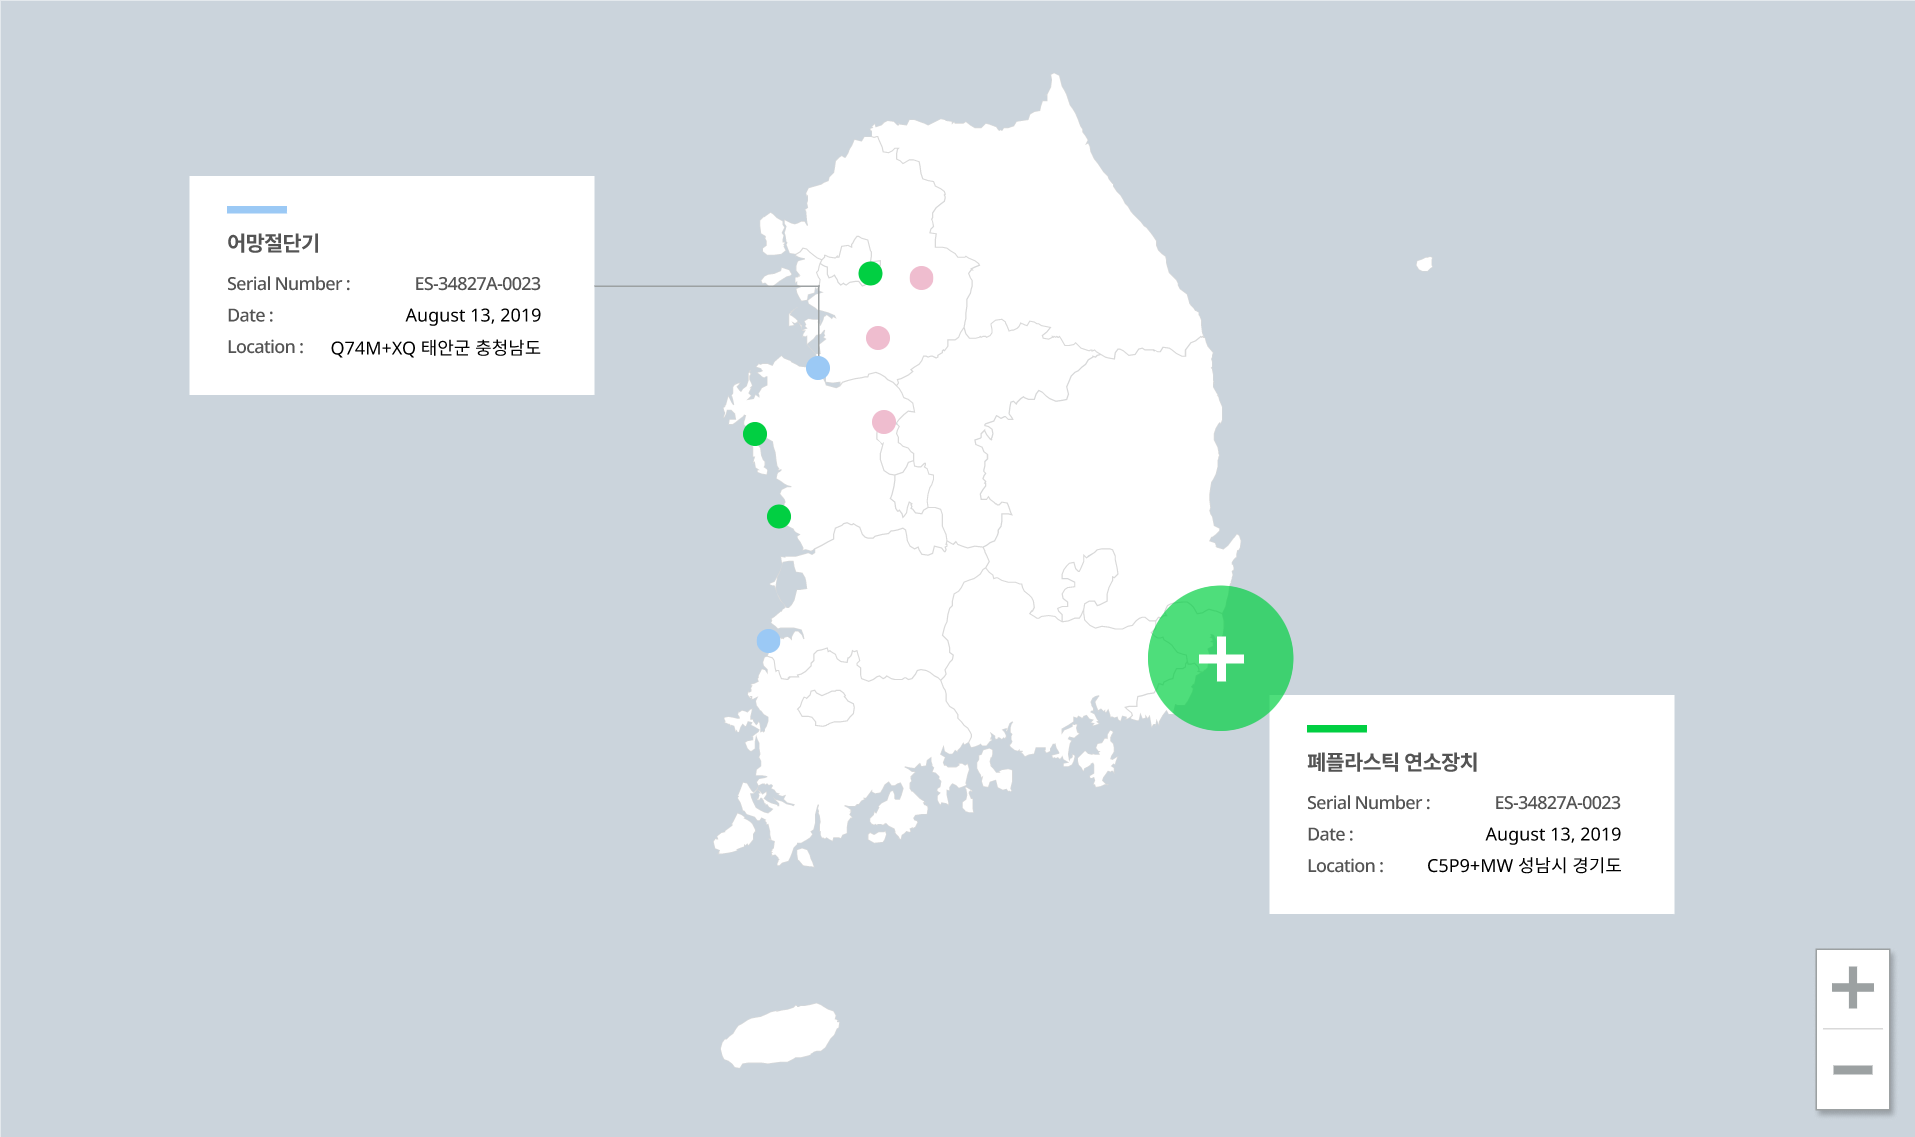 어망절단기
Serial Number : ES-34827A-0023
Date : August 13, 2019
Location : Q74M+XQ 태안군 충청남도
폐플라스틱 연소장치
Serial Number : ES-34827A-0023
Date : August 13, 2019
Location : C5P9+MW 성남시 경기도